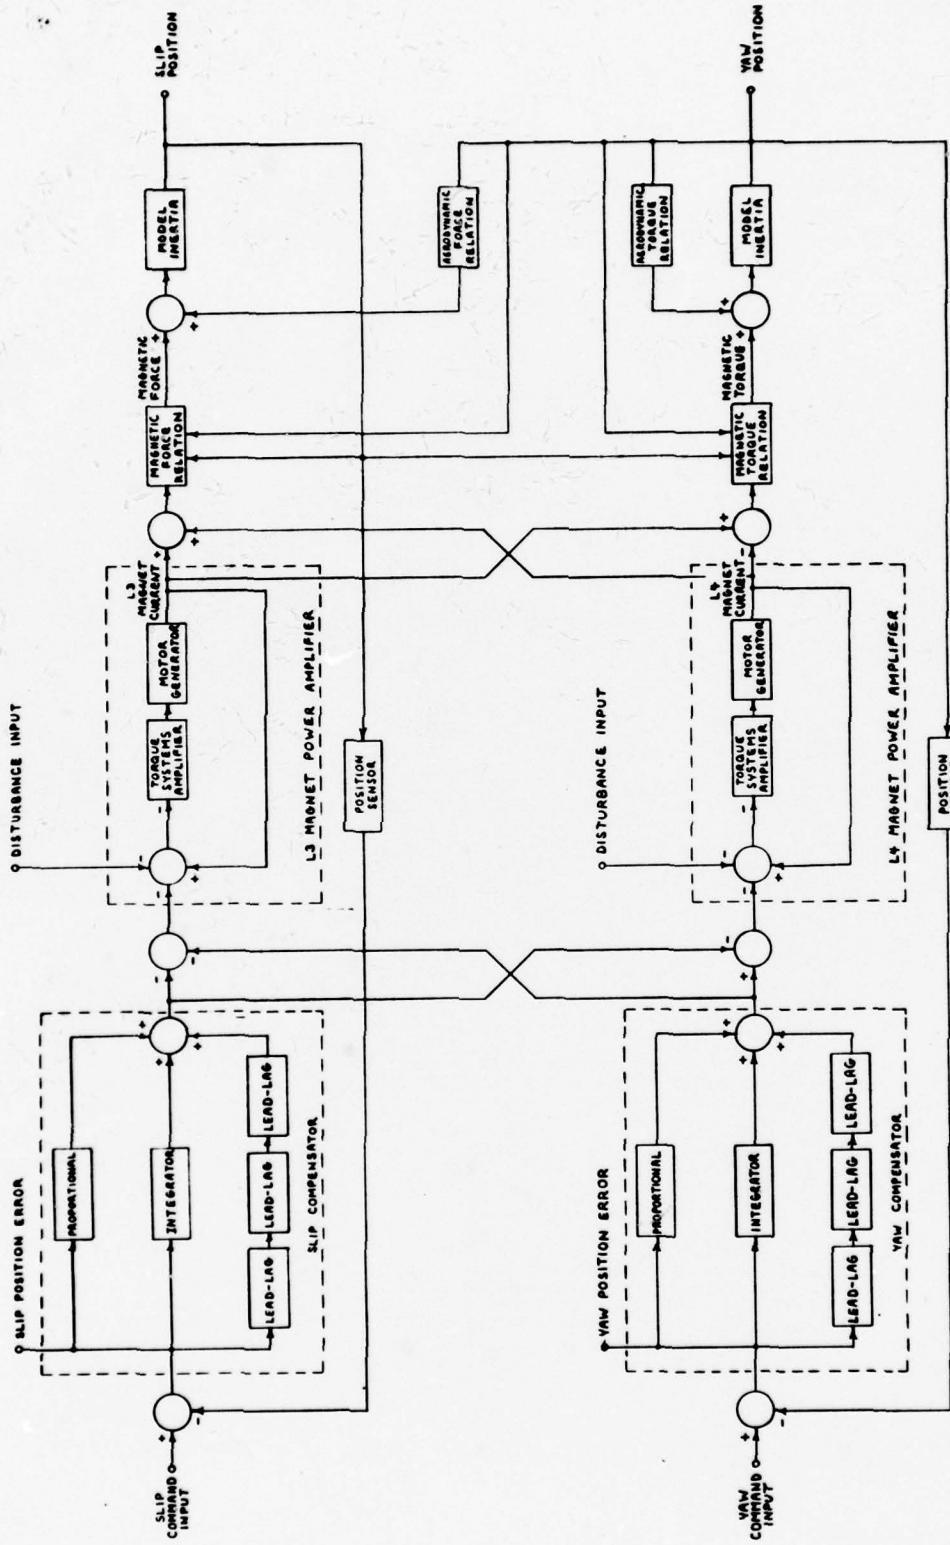 SLIP
COMMAND
INPUT
+
-
SLIP POSITION ERROR
PROPORTIONAL
INTEGRATOR
LEAD-LAG
LEAD-LAG
LEAD-LAG
SLIP COMPENSATOR
+
+
+
-
-
DISTURBANCE INPUT
-
-
+
-
TORQUE
SYSTEMS
AMPLIFIER
MOTOR
GENERATOR
L3
MAGNET
CURRENT
L3 MAGNET POWER AMPLIFIER
+
+
MAGNETIC
FORCE
RELATION
MAGNETIC
FORCE
+
+
MODEL
INERTIA
SLIP
POSITION
POSITION
SENSOR
AERODYNAMIC
FORCE
RELATION
YAW
COMMAND
INPUT
+
-
YAW POSITION ERROR
PROPORTIONAL
INTEGRATOR
LEAD-LAG
LEAD-LAG
LEAD-LAG
YAW COMPENSATOR
+
+
+
+
-
DISTURBANCE INPUT
-
-
+
-
TORQUE
SYSTEMS
AMPLIFIER
MOTOR
GENERATOR
L4
MAGNET
CURRENT
L4 MAGNET POWER AMPLIFIER
-
+
MAGNETIC
TORQUE
RELATION
MAGNETIC
TORQUE
+
+
AERODYNAMIC
TORQUE
RELATION
MODEL
INERTIA
YAW
POSITION
POSITION